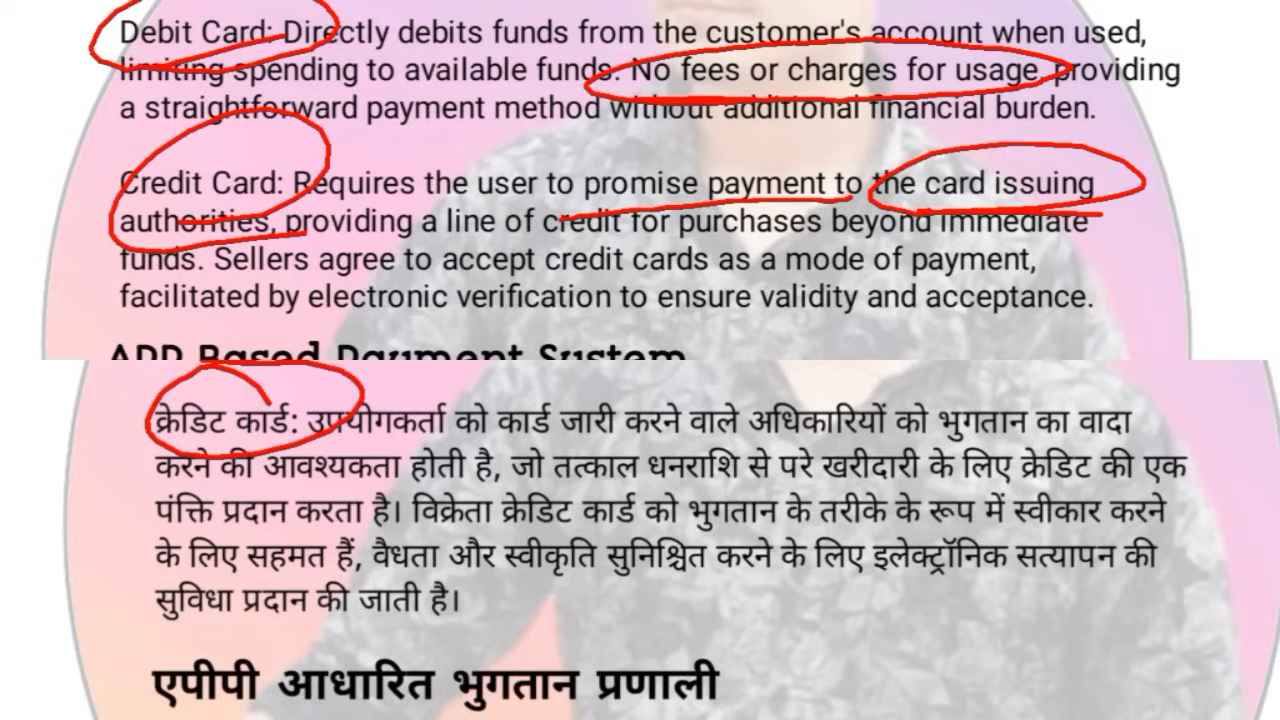 Debit Card: Directly debits funds from the customer's account when used,
limiting spending to available funds. No fees or charges for usage, providing
a straightforward payment method without additional financial burden.
Credit Card: Requires the user to promise payment to the card issuing
authorities, providing a line of credit for purchases beyond immediate
funds. Sellers agree to accept credit cards as a mode of payment,
facilitated by electronic verification to ensure validity and acceptance.
APP Based Payment System
क्रेडिट कार्ड: उपयोगकर्ता को कार्ड जारी करने वाले अधिकारियों को भुगतान का वादा
करने की आवश्यकता होती है, जो तत्काल धनराशि से परे खरीदारी के लिए क्रेडिट की एक
पंक्ति प्रदान करता है। विक्रेता क्रेडिट कार्ड को भुगतान के तरीके के रूप में स्वीकार करने
के लिए सहमत हैं, वैधता और स्वीकृति सुनिश्चित करने के लिए इलेक्ट्रॉनिक सत्यापन की
सुविधा प्रदान की जाती है।
एपीपी आधारित भुगतान प्रणाली